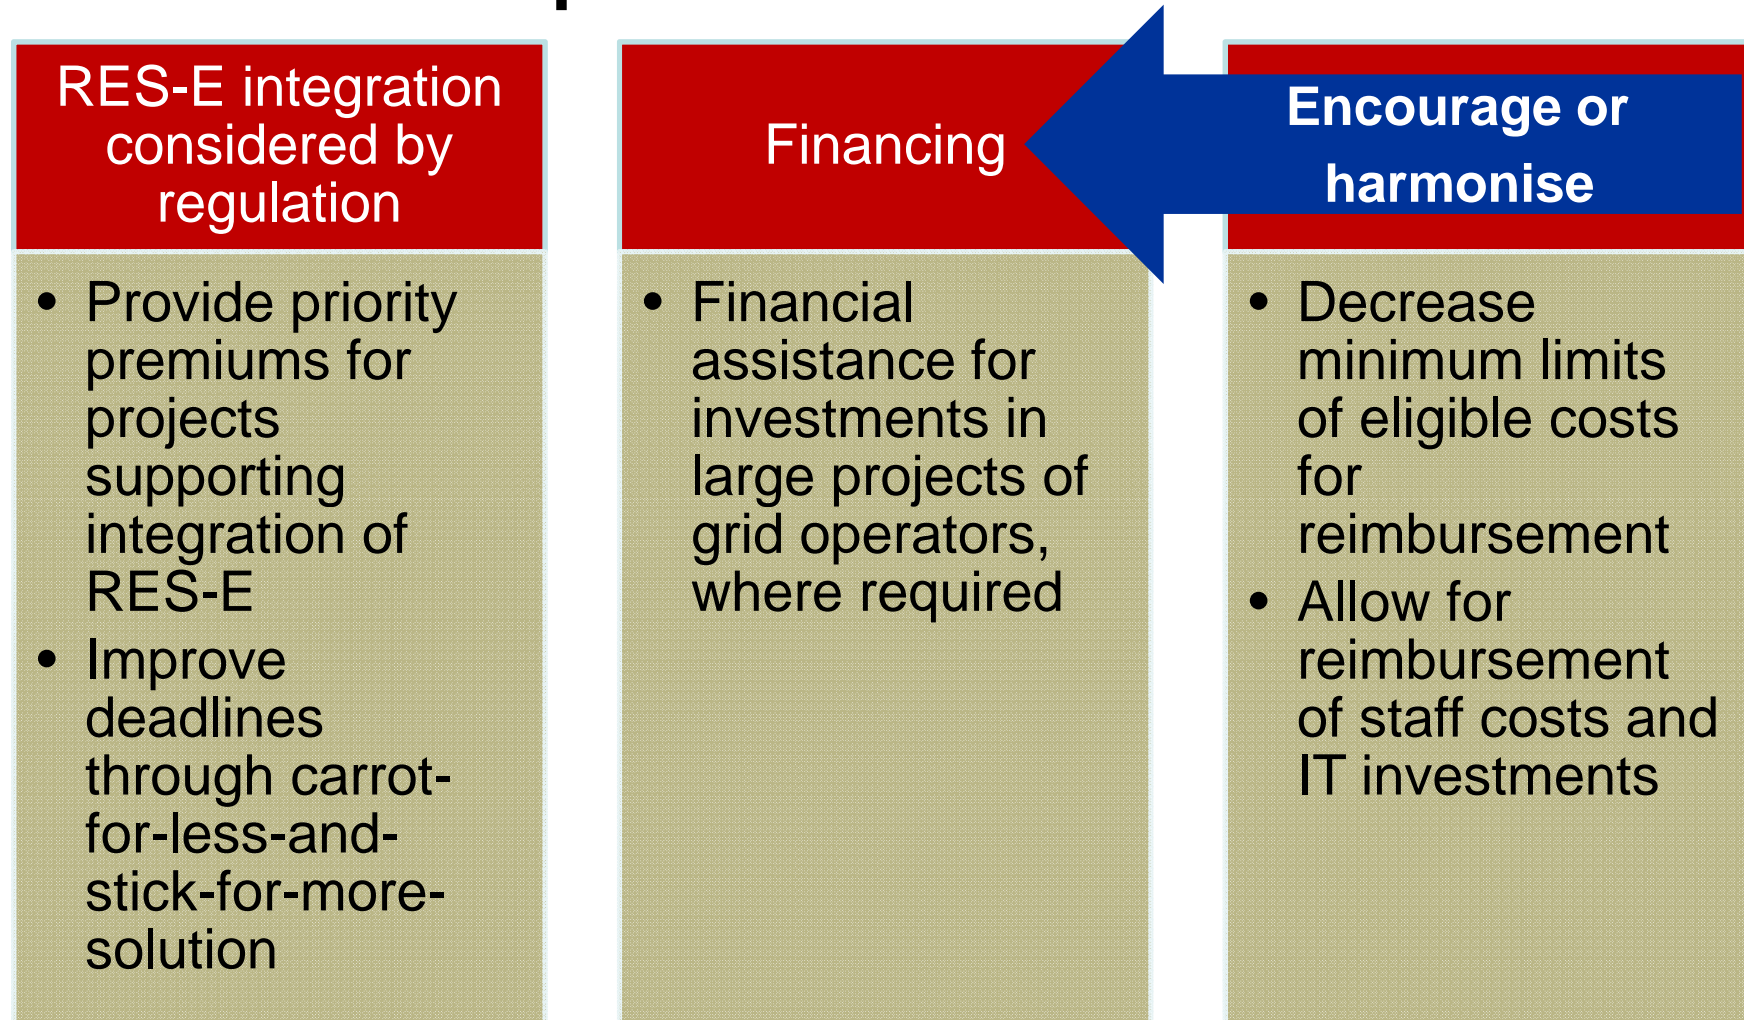 RES-E integration
considered by
regulation
• Provide priority
premiums for
projects
supporting
integration of
RES-E
• Improve
deadlines
through carrot-
for-less-and-
stick-for-more-
solution
Financing
• Financial
assistance for
investments in
large projects of
grid operators,
where required
Encourage or
harmonise
• Decrease
minimum limits
of eligible costs
for
reimbursement
• Allow for
reimbursement
of staff costs and
IT investments